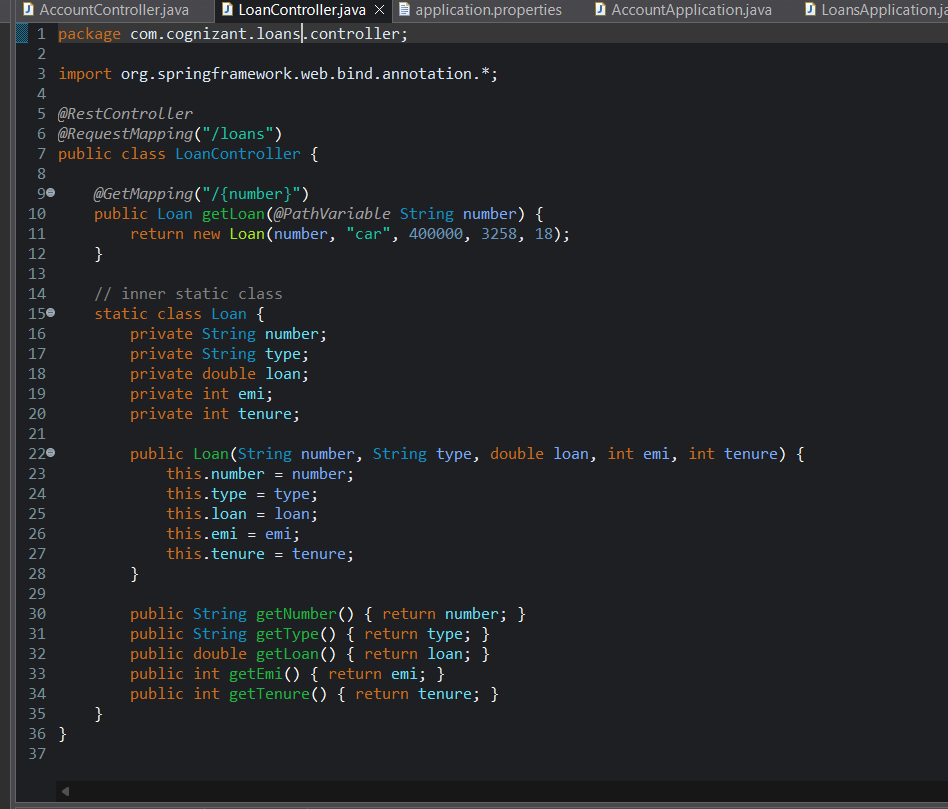 AccountController.java LoanController.java application.properties AccountApplication.java LoansApplication.ja
1 package com.cognizant.loans.controller;
2
3 import org.springframework.web.bind.annotation.*;
4
5 @RestController
6 @RequestMapping("/loans")
7 public class LoanController {
8
9 @GetMapping("/{number}")
10 public Loan getLoan(@PathVariable String number) {
11 return new Loan(number, "car", 400000, 3258, 18);
12 }
13
14 // inner static class
15 static class Loan {
16 private String number;
17 private String type;
18 private double loan;
19 private int emi;
20 private int tenure;
21
22 public Loan(String number, String type, double loan, int emi, int tenure) {
23 this.number = number;
24 this.type = type;
25 this.loan = loan;
26 this.emi = emi;
27 this.tenure = tenure;
28 }
29
30 public String getNumber() { return number; }
31 public String getType() { return type; }
32 public double getLoan() { return loan; }
33 public int getEmi() { return emi; }
34 public int getTenure() { return tenure; }
35 }
36 }
37